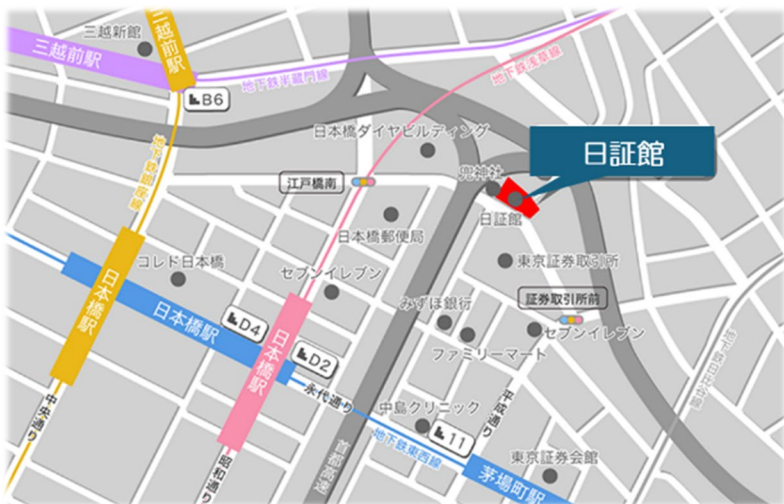 三越新館
三越前駅
三越前駅
B6
地下鉄半蔵門線
地下鉄浅草線
地下鉄銀座線
日本橋ダイヤビルディング
日証館
兜神社
江戸橋南
日証館
日本橋郵便局
コレド日本橋
セブンイレブン
東京証券取引所
日本橋駅
日本橋駅
日本橋駅
D4
D2
みずほ銀行
証券取引所前
セブンイレブン
ファミリーマート
永代通り
中央通り
昭和通り
首都高速
平成通り
中島クリニック
11
地下鉄東西線
東京証券会館
茅場町駅